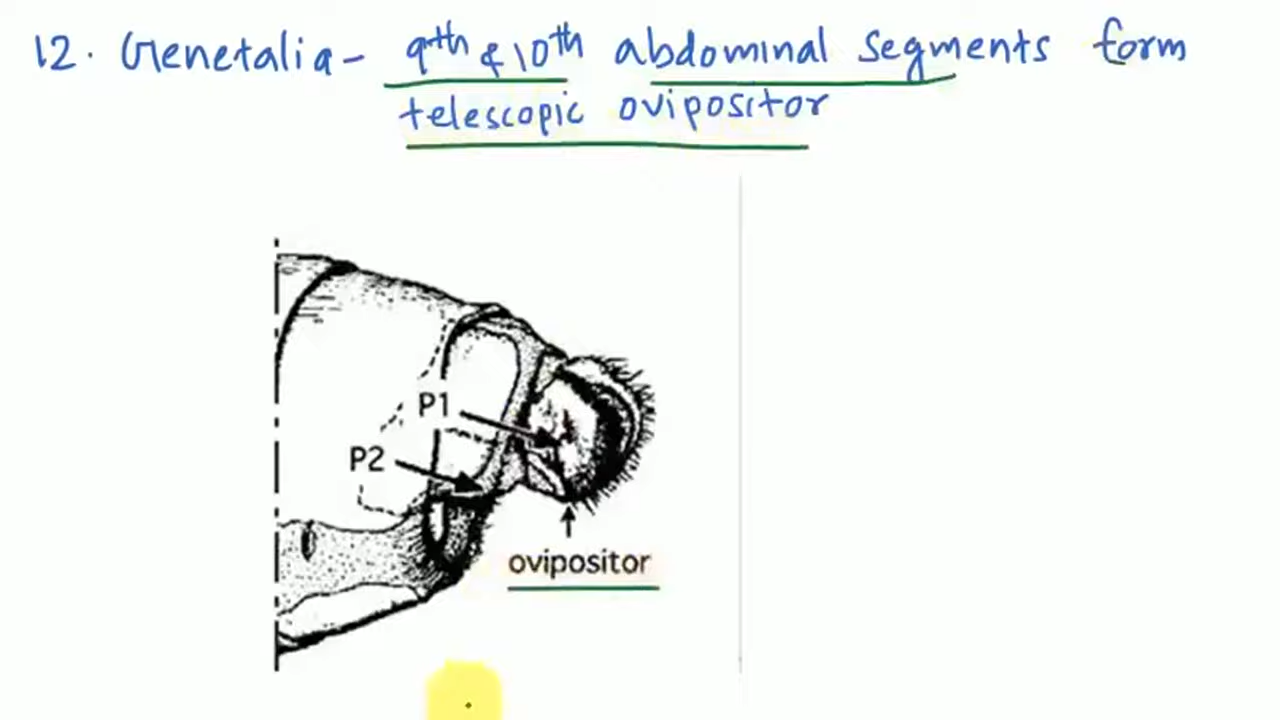 12. Genetalia- 9th & 10th abdominal segments form
telescopic ovipositor
P1
P2
ovipositor